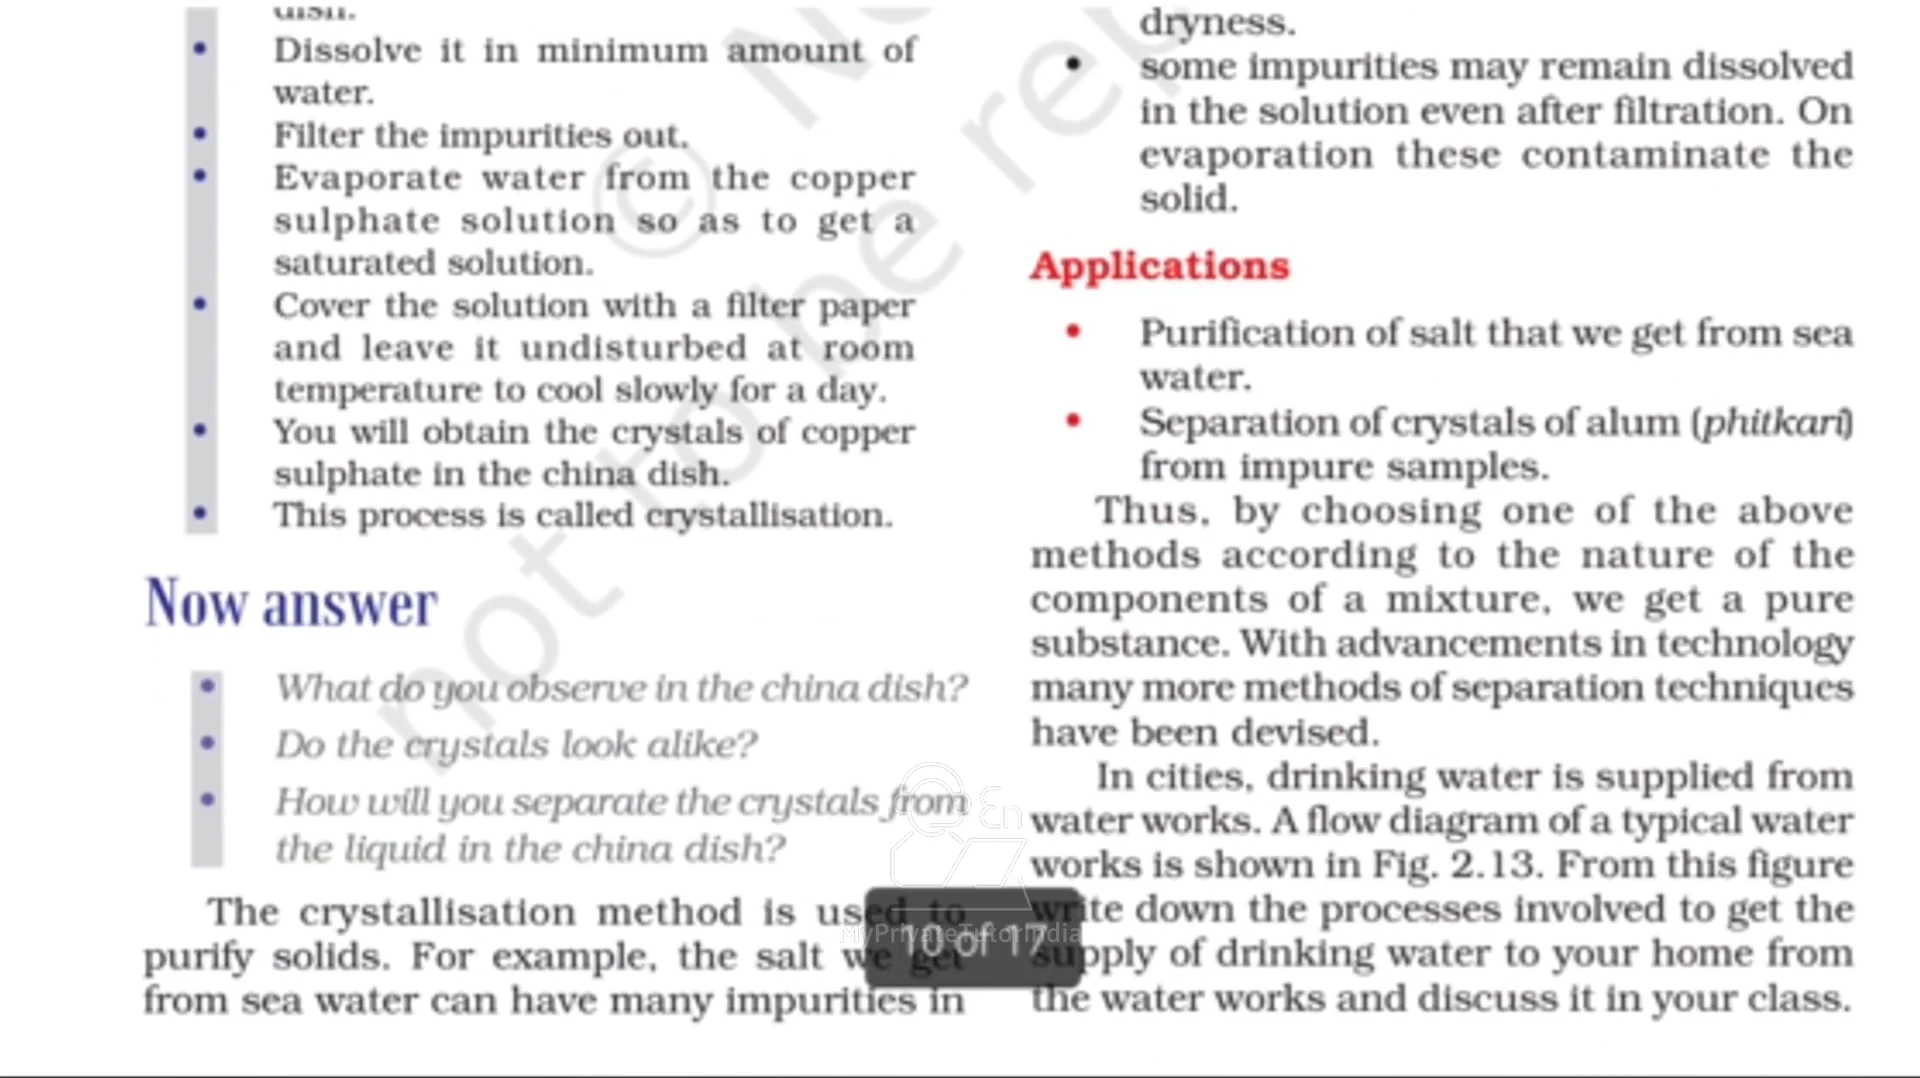 dish.
Dissolve it in minimum amount of
water.
Filter the impurities out.
Evaporate water from the copper
sulphate solution so as to get a
saturated solution.
Cover the solution with a filter paper
and leave it undisturbed at room
temperature to cool slowly for a day.
You will obtain the crystals of copper
sulphate in the china dish.
This process is called crystallisation.
Now answer
What do you observe in the china dish?
Do the crystals look alike?
How will you separate the crystals from
the liquid in the china dish?
The crystallisation method is used to
purify solids. For example, the salt we get
from sea water can have many impurities in
dryness.
some impurities may remain dissolved
in the solution even after filtration. On
evaporation these contaminate the
solid.
Applications
Purification of salt that we get from sea
water.
Separation of crystals of alum (phitkari)
from impure samples.
Thus, by choosing one of the above
methods according to the nature of the
components of a mixture, we get a pure
substance. With advancements in technology
many more methods of separation techniques
have been devised.
In cities, drinking water is supplied from
water works. A flow diagram of a typical water
works is shown in Fig. 2.13. From this figure
write down the processes involved to get the
supply of drinking water to your home from
the water works and discuss it in your class.
10 of 17
MyPrivateTutorIndia
En
not to be rep
©